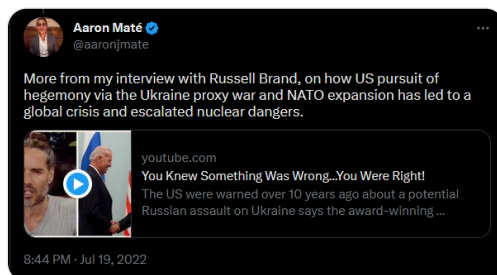 Aaron Maté
@aaronjmate
More from my interview with Russell Brand, on how US pursuit of
hegemony via the Ukraine proxy war and NATO expansion has led to a
global crisis and escalated nuclear dangers.
youtube.com
You Knew Something Was Wrong...You Were Right!
The US were warned over 10 years ago about a potential
Russian assault on Ukraine says the award-winning ...
8:44 PM · Jul 19, 2022